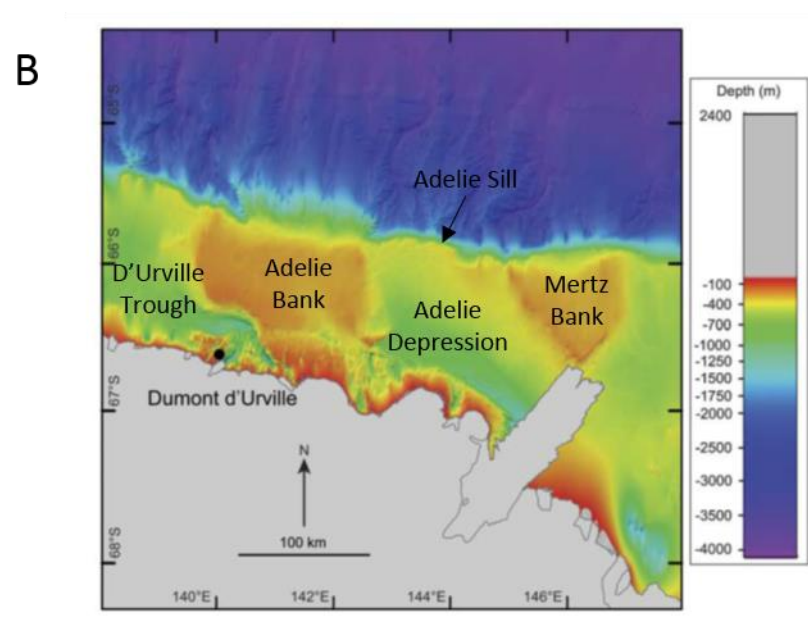 B
Depth (m)
2400
-100
-400
-700
-1000
-1250
-1500
-1750
-2000
-2500
-3000
-3500
-4000
65°S
Adelie Sill
66°S
D'Urville
Trough
Adelie
Bank
Adelie
Depression
Mertz
Bank
Dumont d'Urville
67°S
N
100 km
68°S
140°E
142°E
144°E
146°E